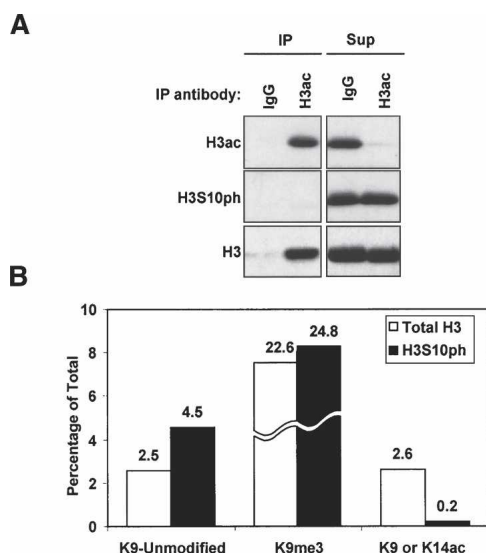 A
IP Sup
IP antibody: IgG H3ac IgG H3ac
H3ac
H3S10ph
H3
B
10
8
6
4
2
0
Percentage of Total
Total H3
H3S10ph
2.5
4.5
22.6
24.8
2.6
0.2
K9-Unmodified K9me3 K9 or K14ac